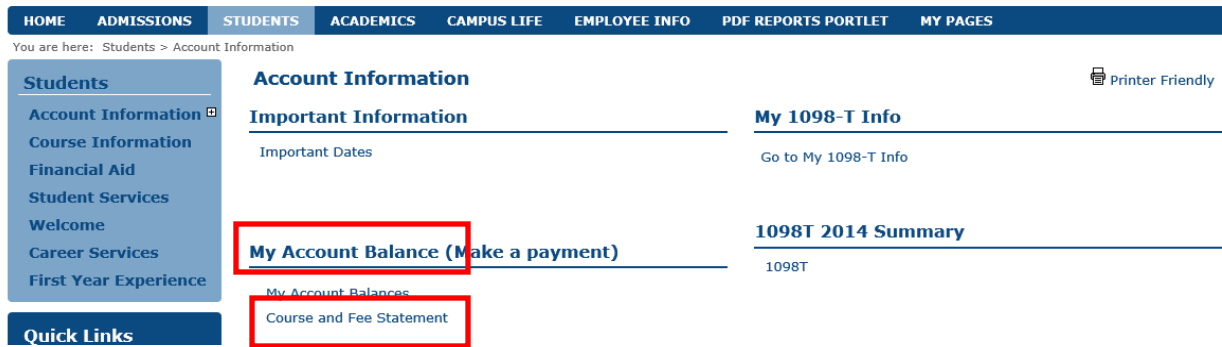 HOME ADMISSIONS STUDENTS ACADEMICS CAMPUS LIFE EMPLOYEE INFO PDF REPORTS PORTLET MY PAGES
You are here: Students > Account Information
Students
Account Information
Course Information
Financial Aid
Student Services
Welcome
Career Services
First Year Experience
Quick Links
Account Information
Printer Friendly
Important Information
Important Dates
My 1098-T Info
Go to My 1098-T Info
My Account Balance (Make a payment)
My Account Balances
Course and Fee Statement
1098T 2014 Summary
1098T